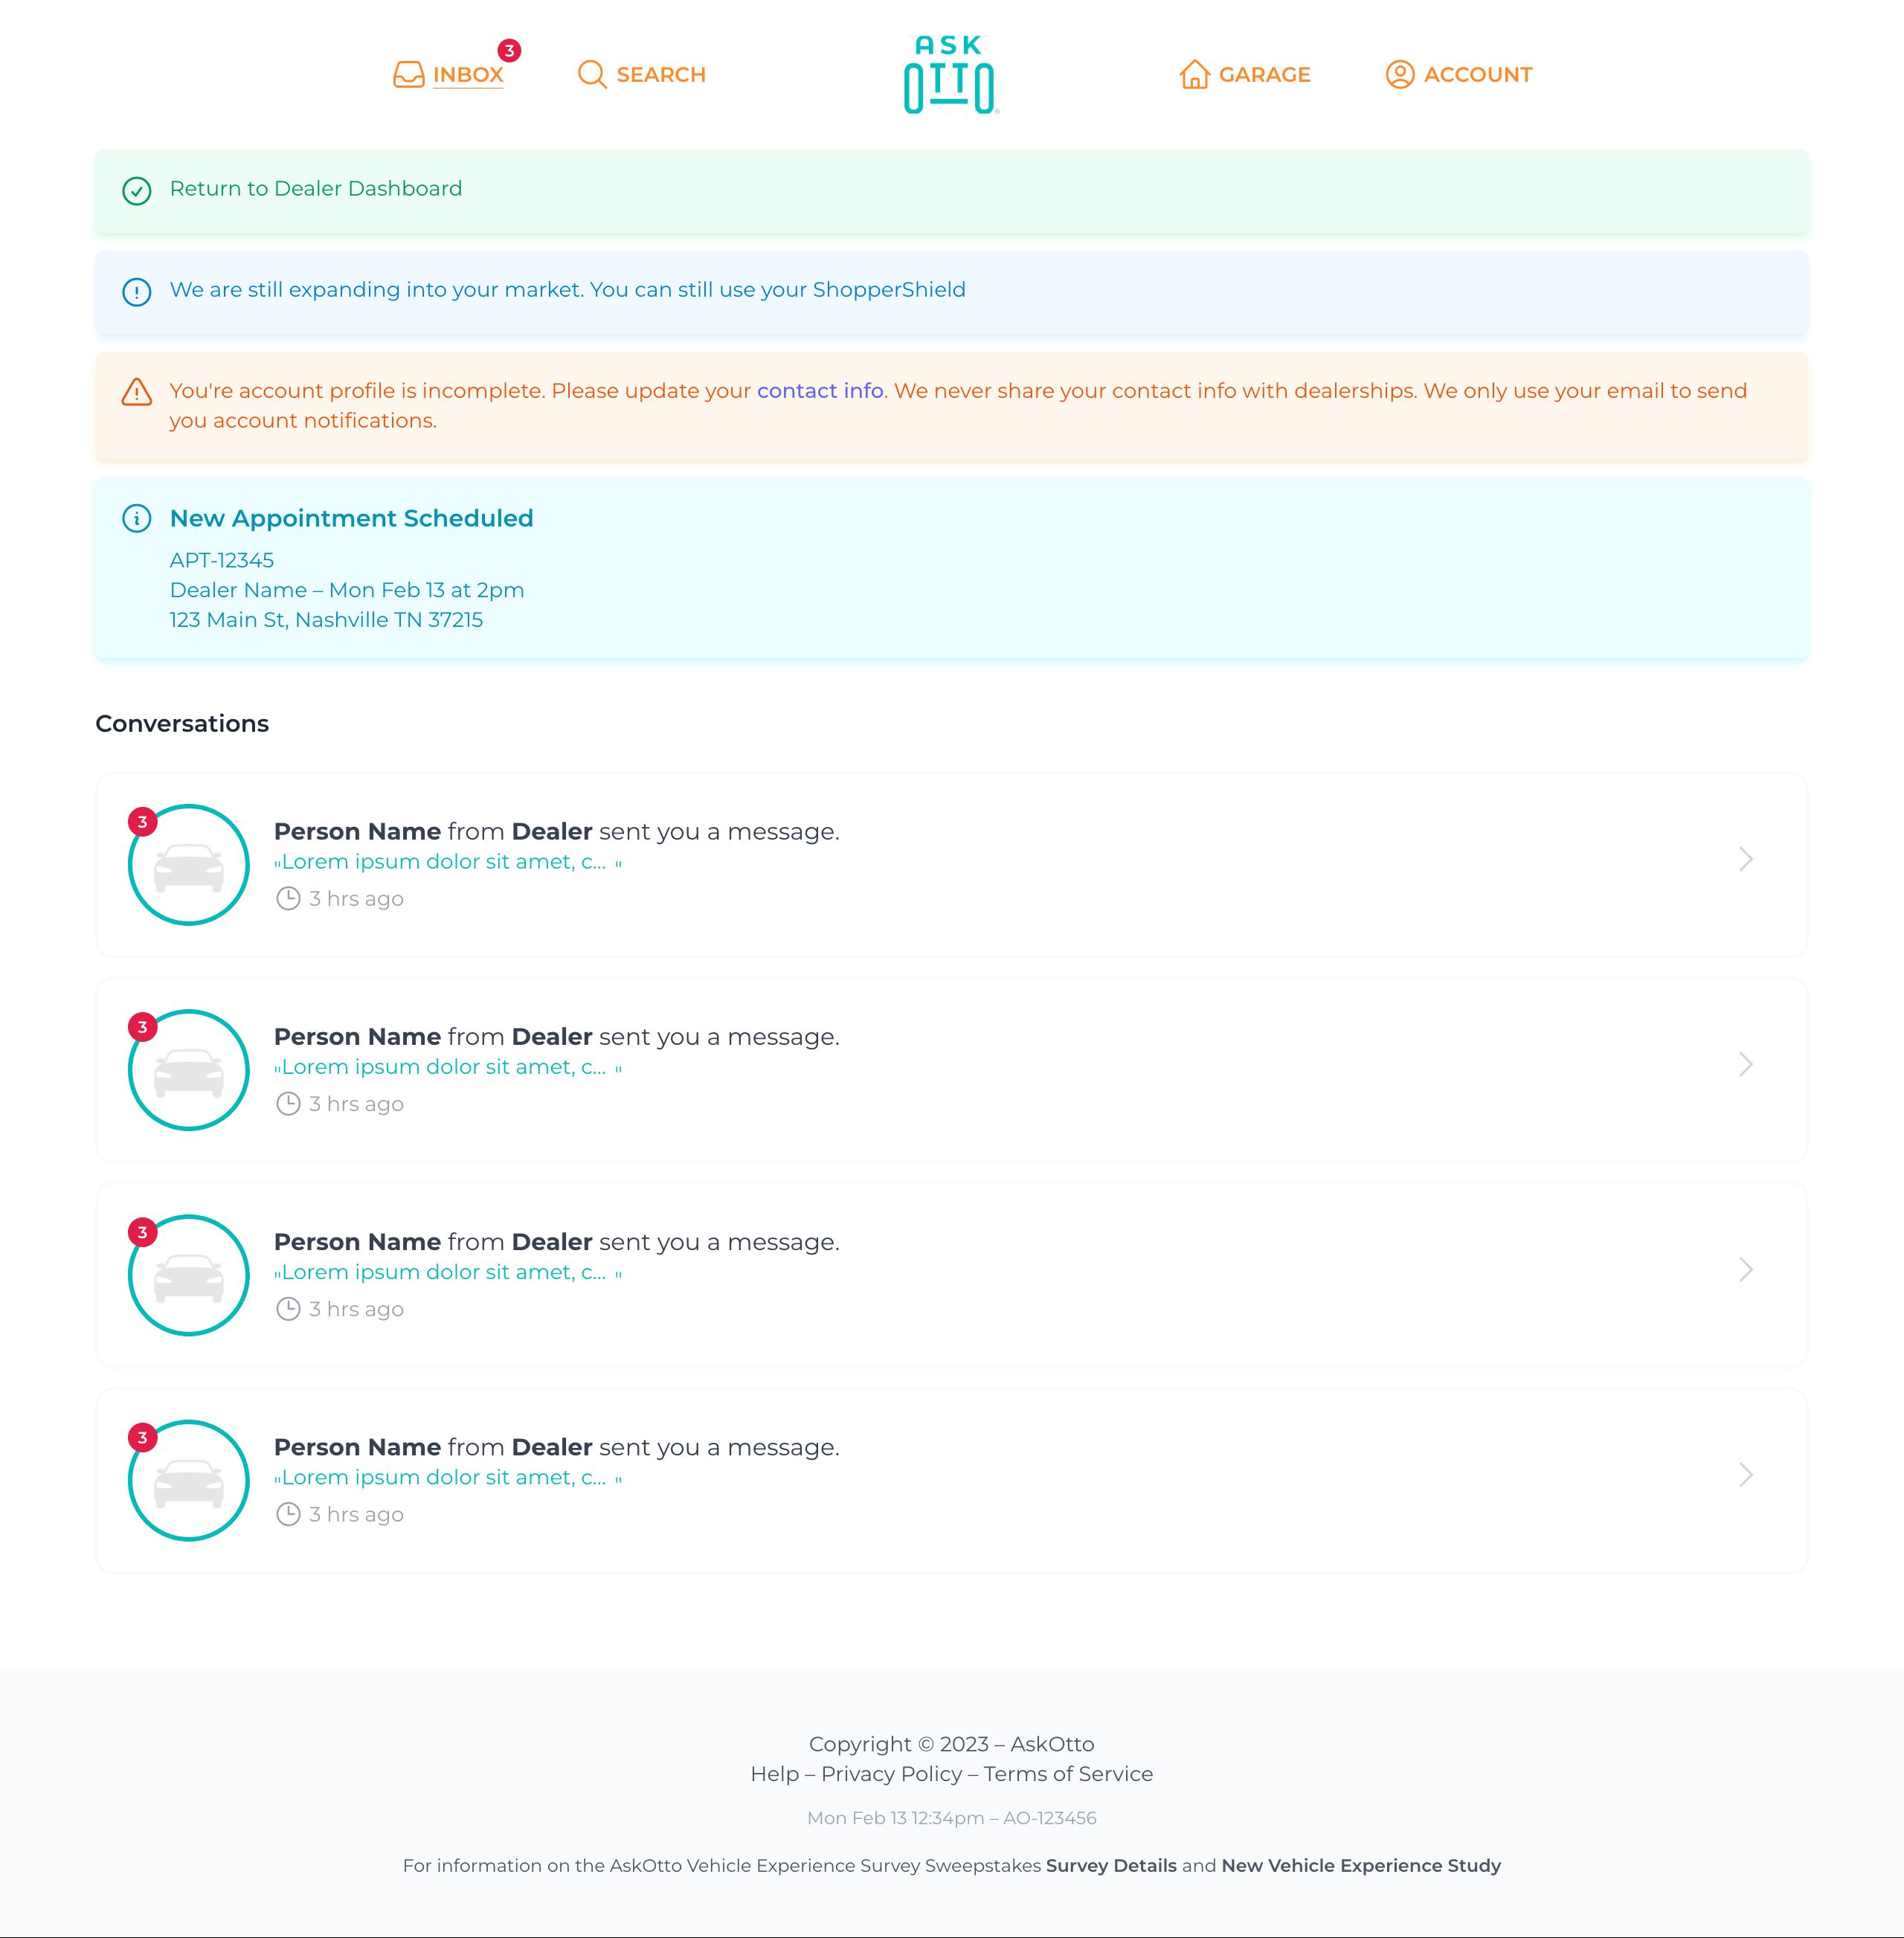 INBOX 3
SEARCH
ASK
OTTO
GARAGE
ACCOUNT
Return to Dealer Dashboard
We are still expanding into your market. You can still use your ShopperShield
You're account profile is incomplete. Please update your contact info. We never share your contact info with dealerships. We only use your email to send
you account notifications.
New Appointment Scheduled
APT-12345
Dealer Name – Mon Feb 13 at 2pm
123 Main St, Nashville TN 37215
Conversations
3
Person Name from Dealer sent you a message.
"Lorem ipsum dolor sit amet, c... "
3 hrs ago
3
Person Name from Dealer sent you a message.
"Lorem ipsum dolor sit amet, c... "
3 hrs ago
3
Person Name from Dealer sent you a message.
"Lorem ipsum dolor sit amet, c... "
3 hrs ago
3
Person Name from Dealer sent you a message.
"Lorem ipsum dolor sit amet, c... "
3 hrs ago
Copyright © 2023 – AskOtto
Help – Privacy Policy – Terms of Service
Mon Feb 13 12:34pm – AO-123456
For information on the AskOtto Vehicle Experience Survey Sweepstakes Survey Details and New Vehicle Experience Study